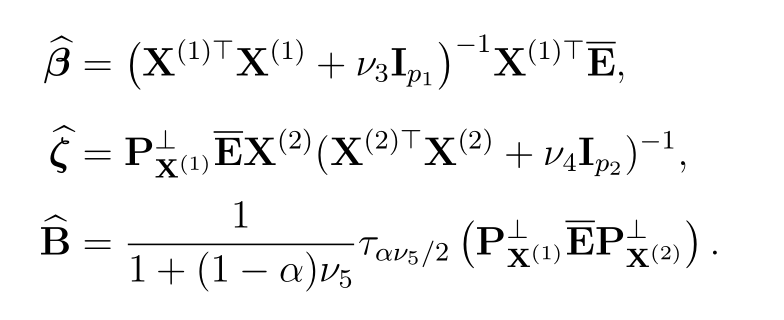 $\widehat{\boldsymbol{\beta}} = \left(\mathbf{X}^{(1)\top}\mathbf{X}^{(1)} + \nu_3 \mathbf{I}_{p_1}\right)^{-1} \mathbf{X}^{(1)\top}\overline{\mathbf{E}},$
$\widehat{\boldsymbol{\zeta}} = \mathbf{P}^{\perp}_{\mathbf{X}^{(1)}} \overline{\mathbf{E}} \mathbf{X}^{(2)} (\mathbf{X}^{(2)\top}\mathbf{X}^{(2)} + \nu_4 \mathbf{I}_{p_2})^{-1},$
$\widehat{\mathbf{B}} = \frac{1}{1 + (1 - \alpha)\nu_5} \tau_{\alpha\nu_5/2} \left(\mathbf{P}^{\perp}_{\mathbf{X}^{(1)}} \overline{\mathbf{E}} \mathbf{P}^{\perp}_{\mathbf{X}^{(2)}}\right).$